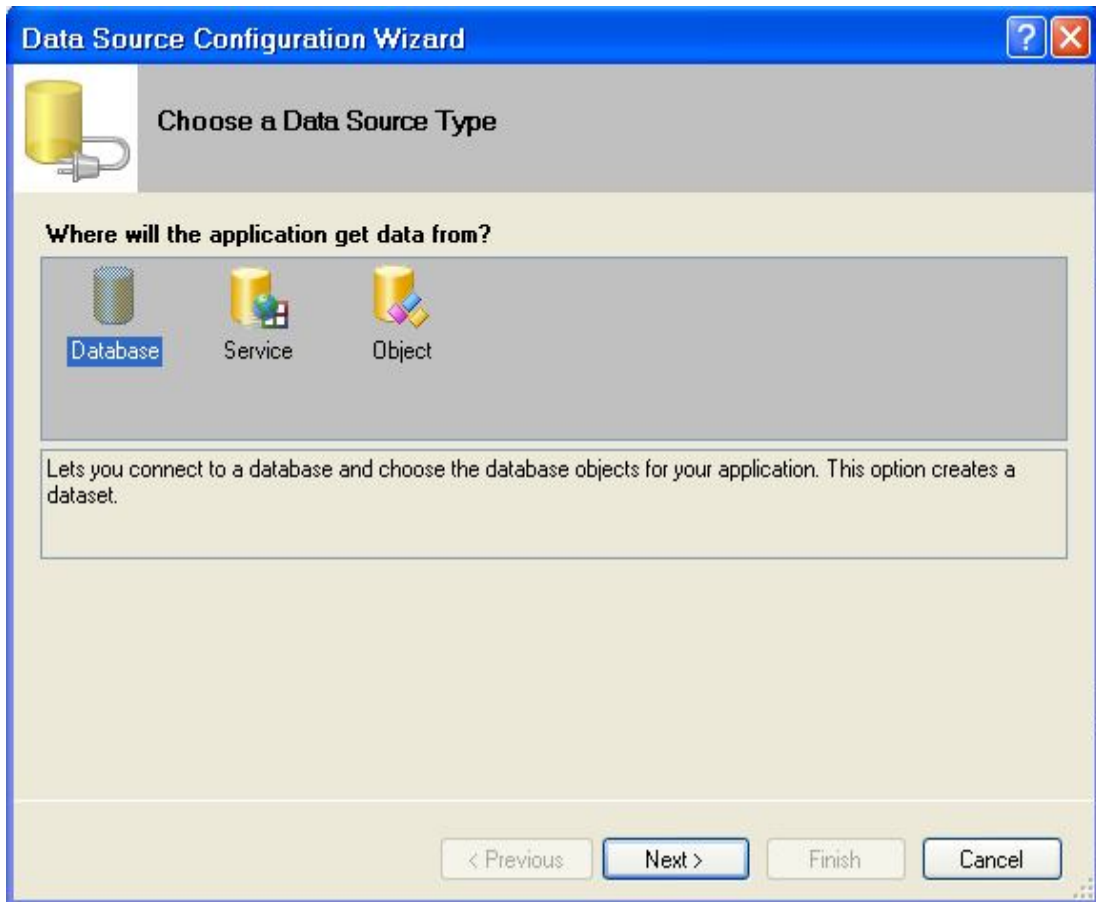 Data Source Configuration Wizard
Choose a Data Source Type
Where will the application get data from?
Database Service Object
Lets you connect to a database and choose the database objects for your application. This option creates a
dataset.
< Previous Next > Finish Cancel